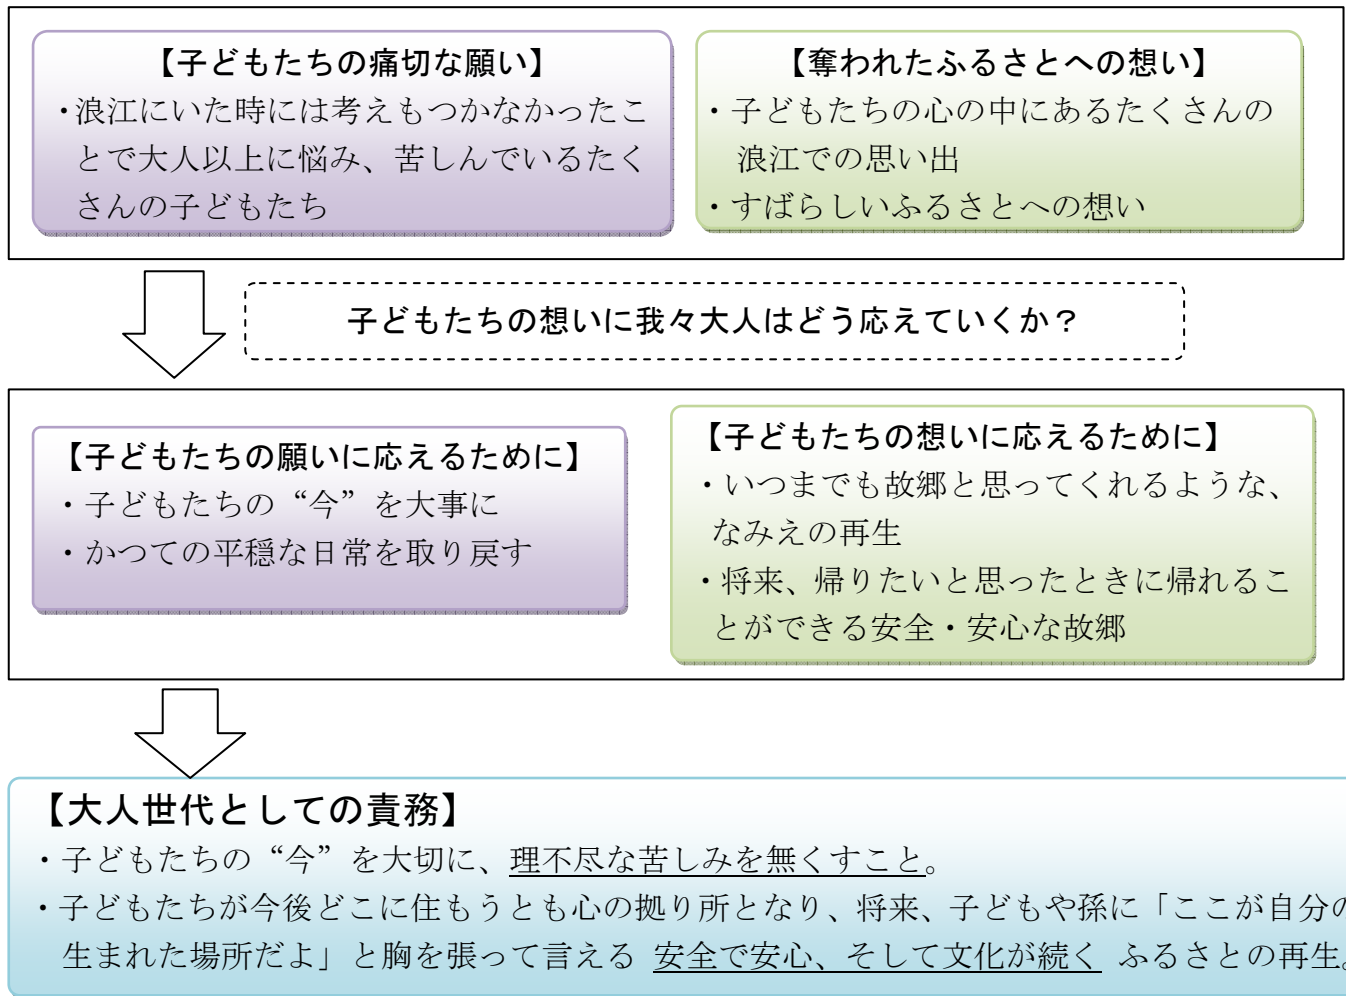 【子どもたちの痛切な願い】
・浪江にいた時には考えもつかなかったこ
とで大人以上に悩み、苦しんでいるたく
さんの子どもたち
【奪われたふるさとへの想い】
・子どもたちの心の中にあるたくさんの
浪江での思い出
・すばらしいふるさとへの想い
子どもたちの想いに我々大人はどう応えていくか？
【子どもたちの願いに応えるために】
・子どもたちの“今”を大事に
・かつての平穏な日常を取り戻す
【子どもたちの想いに応えるために】
・いつまでも故郷と思ってくれるような、
なみえの再生
・将来、帰りたいと思ったときに帰れるこ
とができる安全・安心な故郷
【大人世代としての責務】
・子どもたちの“今”を大切に、理不尽な苦しみを無くすこと。
・子どもたちが今後どこに住もうとも心の拠り所となり、将来、子どもや孫に「ここが自分の
生まれた場所だよ」と胸を張って言える 安全で安心、そして文化が続く ふるさとの再生。